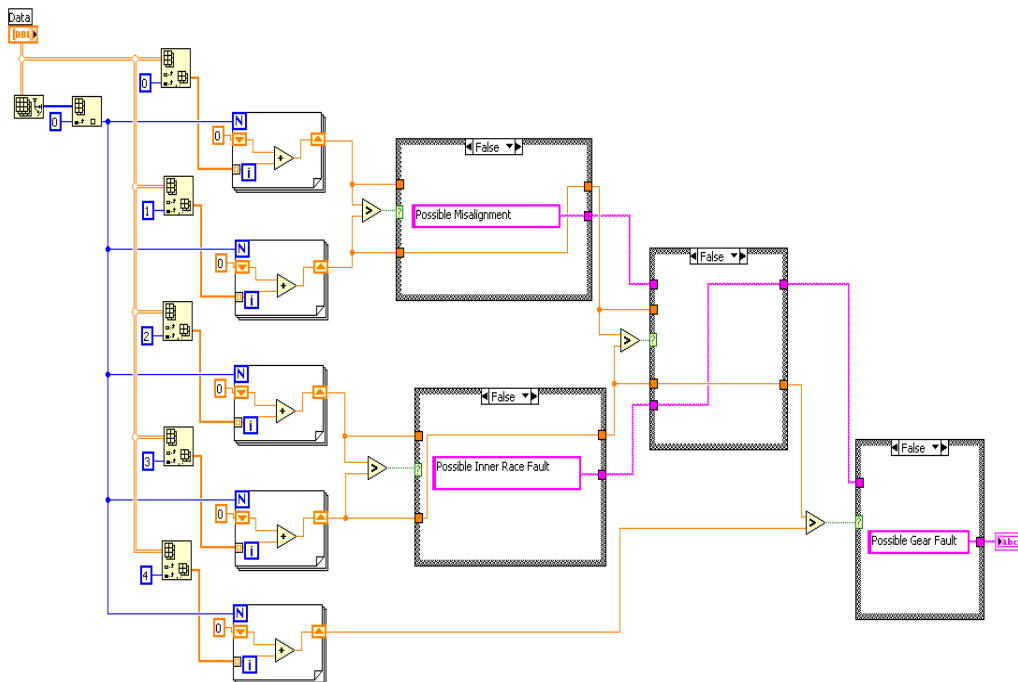 Data
[DBL]
0
0
N
0
+
i
False
Possible Misalignment
>
?
1
N
0
+
i
False
2
>
?
N
0
+
i
False
Possible Inner Race Fault
>
?
3
N
0
+
i
False
Possible Gear Fault
>
?
abc
4
N
0
+
i